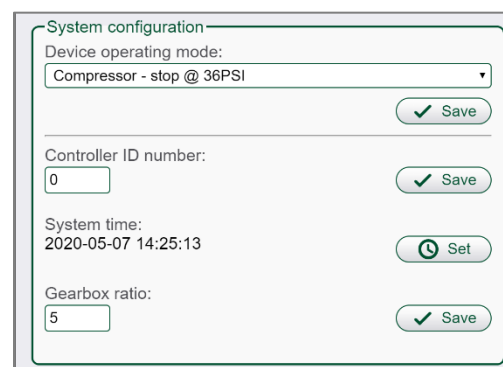 System configuration
Device operating mode:
Compressor - stop @ 36PSI
Save
Controller ID number:
0
Save
System time:
2020-05-07 14:25:13
Set
Gearbox ratio:
5
Save